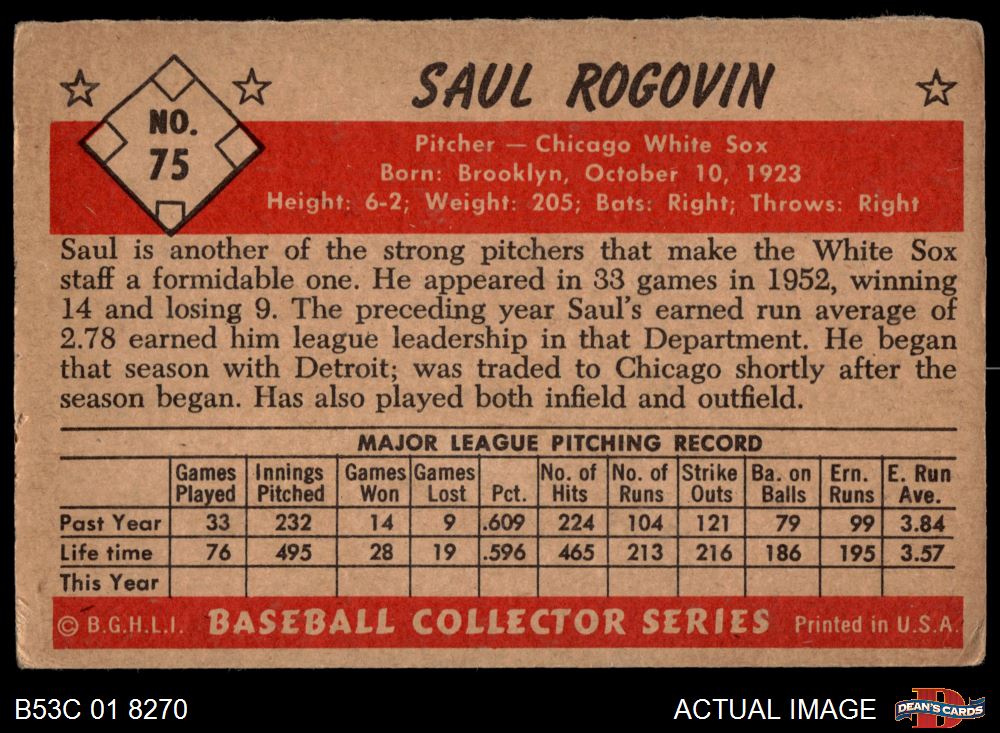 SAUL ROGOVIN
NO.
75
Pitcher — Chicago White Sox
Born: Brooklyn, October 10, 1923
Height: 6-2; Weight: 205; Bats: Right; Throws: Right
Saul is another of the strong pitchers that make the White Sox
staff a formidable one. He appeared in 33 games in 1952, winning
14 and losing 9. The preceding year Saul's earned run average of
2.78 earned him league leadership in that Department. He began
that season with Detroit; was traded to Chicago shortly after the
season began. Has also played both infield and outfield.
MAJOR LEAGUE PITCHING RECORD
Games Innings Games Games No. of No. of Strike Ba. on Ern. E. Run
Played Pitched Won Lost Pct. Hits Runs Outs Balls Runs Ave.
Past Year 33 232 14 9 .609 224 104 121 79 99 3.84
Life time 76 495 28 19 .596 465 213 216 186 195 3.57
This Year
© B.G.H.L.I. BASEBALL COLLECTOR SERIES Printed in U.S.A.
B53C 01 8270 ACTUAL IMAGE D DEAN'S CARDS